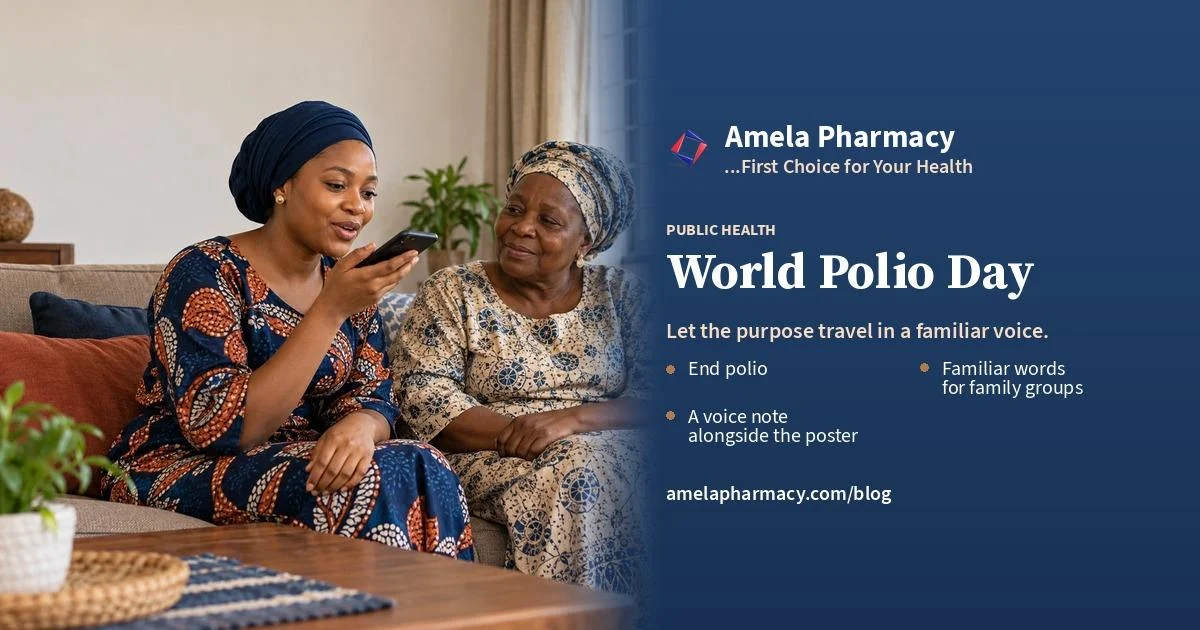 Amela Pharmacy
...First Choice for Your Health
PUBLIC HEALTH
World Polio Day
Let the purpose travel in a familiar voice.
End polio
Familiar words
for family groups
A voice note
alongside the poster
amelapharmacy.com/blog